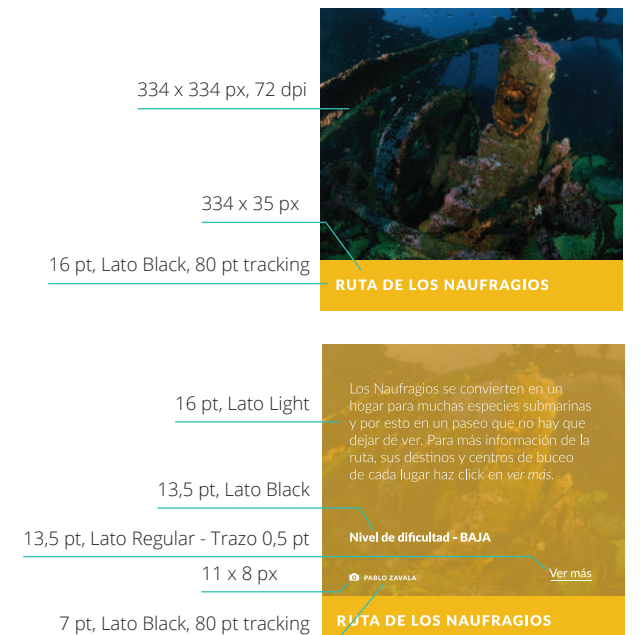 334 x 334 px, 72 dpi
334 x 35 px
16 pt, Lato Black, 80 pt tracking
RUTA DE LOS NAUFRAGIOS
16 pt, Lato Light
Los Naufragios se convierten en un
hogar para muchas especies submarinas
y por esto en un paseo que no hay que
dejar de ver. Para más información de la
ruta, sus destinos y centros de buceo
de cada lugar haz click en ver más.
13,5 pt, Lato Black
Nivel de dificultad - BAJA
13,5 pt, Lato Regular - Trazo 0,5 pt
Ver más
11 x 8 px
PABLO ZAVALA
7 pt, Lato Black, 80 pt tracking
RUTA DE LOS NAUFRAGIOS